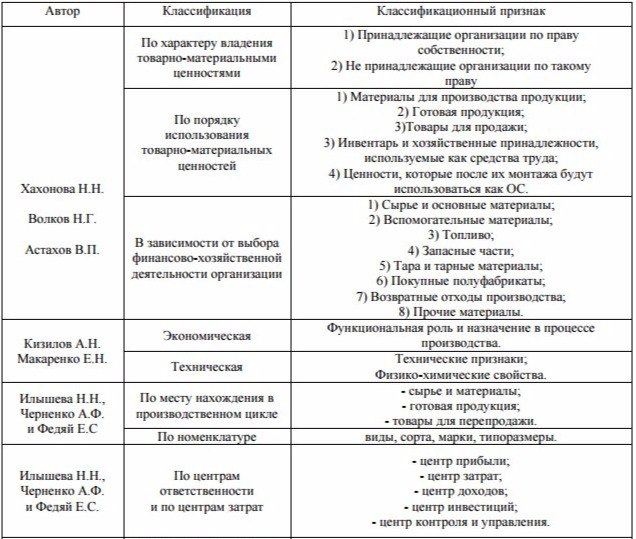 Автор
Классификация
Классификационный признак
Хахонова Н.Н.
Волков Н.Г.
Астахов В.П.
По характеру владения
товарно-материальными
ценностями
1) Принадлежащие организации по праву
собственности;
2) Не принадлежащие организации по такому
праву
По порядку
использования
товарно-материальных
ценностей
1) Материалы для производства продукции;
2) Готовая продукция;
3)Товары для продажи;
3) Инвентарь и хозяйственные принадлежности,
используемые как средства труда;
4) Ценности, которые после их монтажа будут
использоваться как ОС.
В зависимости от выбора
финансово-хозяйственной
деятельности организации
1) Сырье и основные материалы;
2) Вспомогательные материалы;
3) Топливо;
4) Запасные части;
5) Тара и тарные материалы;
6) Покупные полуфабрикаты;
7) Возвратные отходы производства;
8) Прочие материалы.
Кизилов А.Н.
Макаренко Е.Н.
Экономическая
Функциональная роль и назначение в процессе
производства.
Техническая
Технические признаки;
Физико-химические свойства.
Илышева Н.Н.,
Черненко А.Ф.
и Федяй Е.С
По месту нахождения в
производственном цикле
- сырье и материалы;
- готовая продукция;
- товары для перепродажи.
По номенклатуре
виды, сорта, марки, типоразмеры.
Илышева Н.Н.,
Черненко А.Ф.
и Федяй Е.С.
По центрам
ответственности
и по центрам затрат
- центр прибыли;
- центр затрат;
- центр доходов;
- центр инвестиций;
- центр контроля и управления.